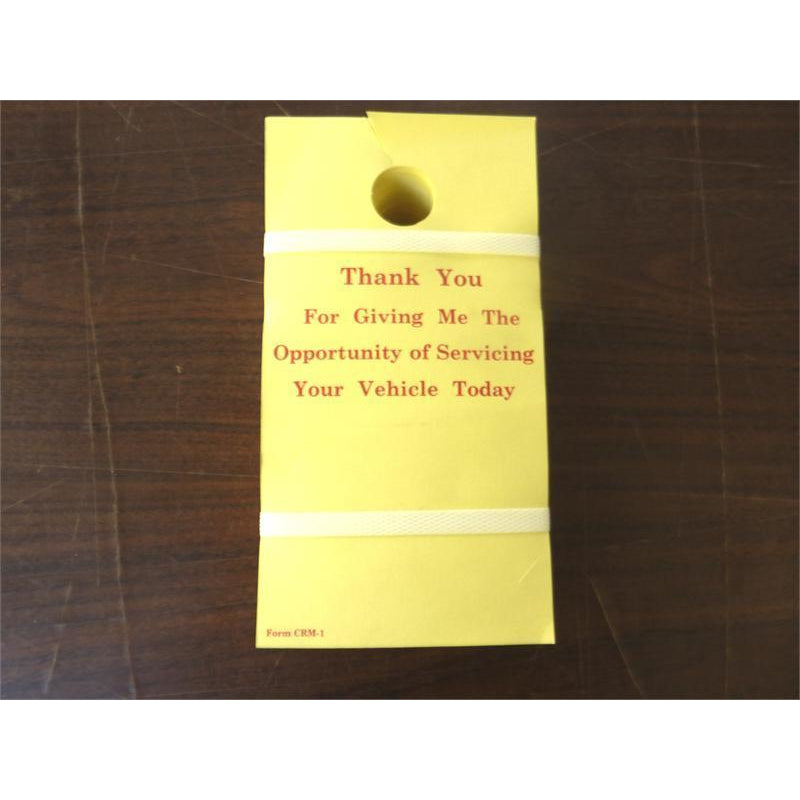 Thank You
For Giving Me The
Opportunity of Servicing
Your Vehicle Today
Form CRM-1